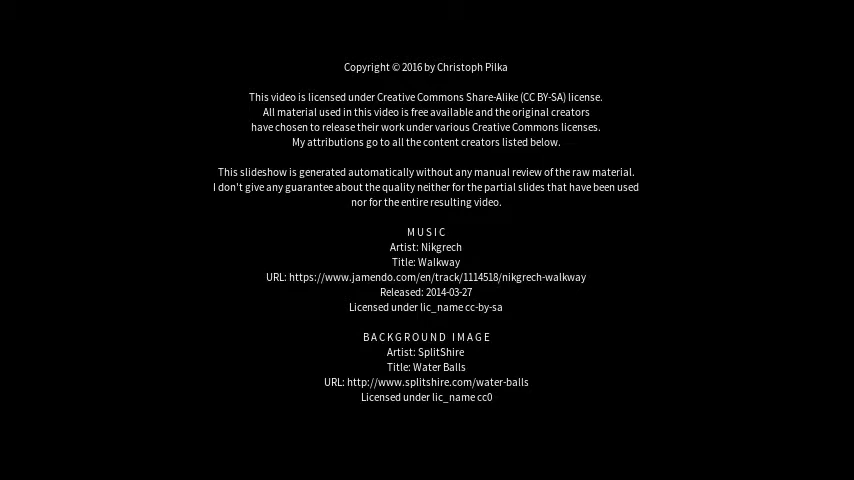 Copyright © 2016 by Christoph Pilka
This video is licensed under Creative Commons Share-Alike (CC BY-SA) license.
All material used in this video is free available and the original creators
have chosen to release their work under various Creative Commons licenses.
My attributions go to all the content creators listed below.
This slideshow is generated automatically without any manual review of the raw material.
I don't give any guarantee about the quality neither for the partial slides that have been used
nor for the entire resulting video.
MUSIC
Artist: Nikgrech
Title: Walkway
URL: https://www.jamendo.com/en/track/1114518/nikgrech-walkway
Released: 2014-03-27
Licensed under lic_name cc-by-sa
BACKGROUND IMAGE
Artist: SplitShire
Title: Water Balls
URL: http://www.splitshire.com/water-balls
Licensed under lic_name cc0